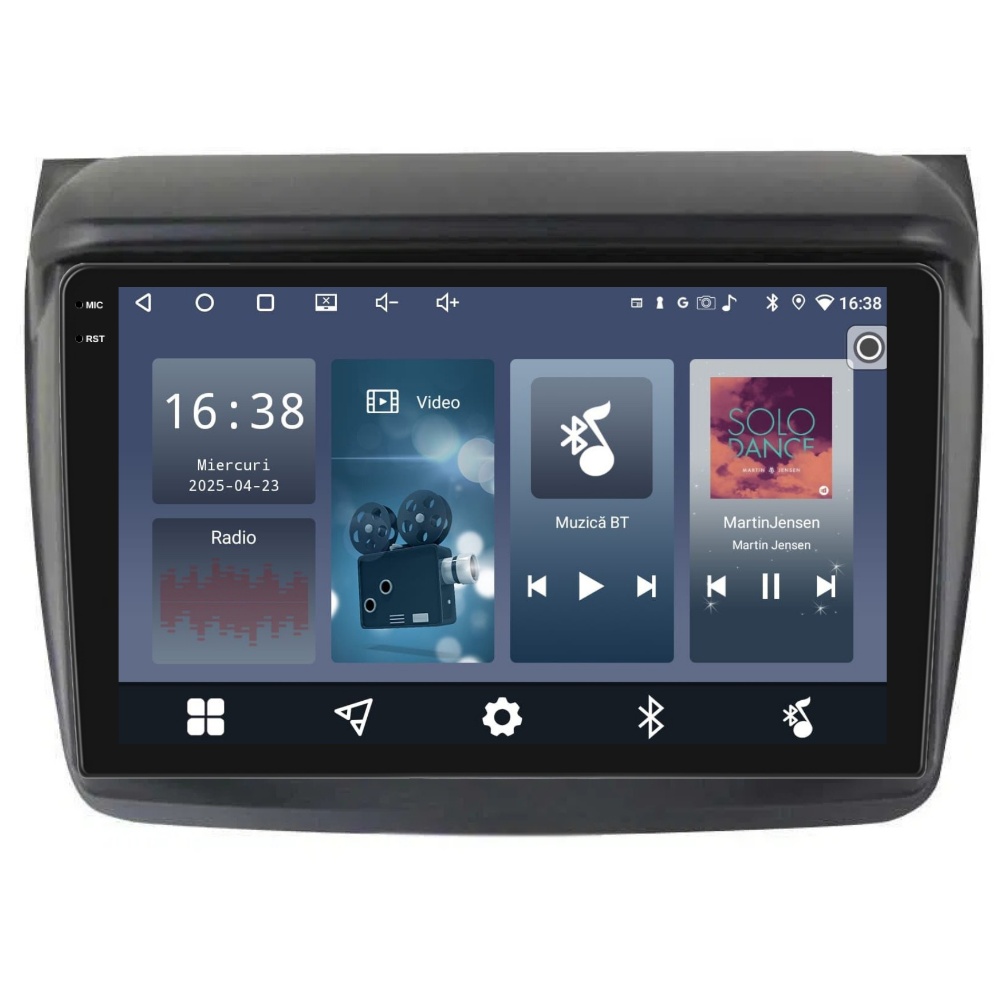 MIC
RST
G
16:38
16:38
Miercuri
2025-04-23
Radio
Video
Muzică BT
SOLO
DANCE
MARTIN JENSEN
MartinJensen
Martin Jensen